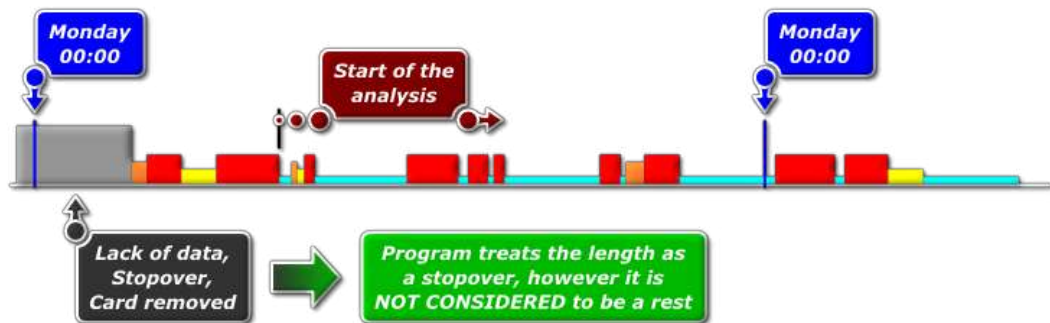 Monday
00:00
Monday
00:00
Start of the
analysis
Lack of data,
Stopover,
Card removed
Program treats the length as
a stopover, however it is
NOT CONSIDERED to be a rest